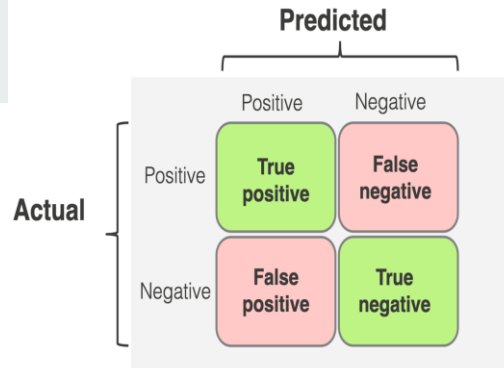 Predicted
Positive Negative
Positive
True
positive
False
negative
Actual
Negative
False
positive
True
negative